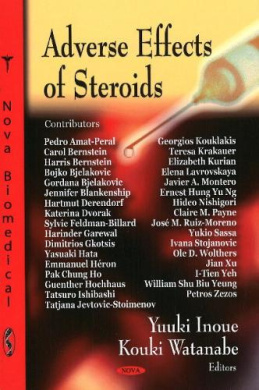 Adverse Effects
of Steroids
Nova Biomedical
Contributors
Pedro Amat-Peral
Carol Bernstein
Harris Bernstein
Bojko Bjelakovic
Gordana Bjelakovic
Jennifer Blankenship
Hartmut Derendorf
Katerina Dvorak
Sylvie Feldman-Billard
Harinder Garewal
Dimitrios Gkotsis
Yasuaki Hata
Emmanuel Héron
Pak Chung Ho
Guenther Hoehhaus
Tatsuro Ishibashi
Tatjana Jevtovic-Stoimenov
Georgios Kouklakis
Teresa Krakauer
Elizabeth Kurian
Elena Lavrovskaya
Javier A. Montero
Ernest Hung Yu Ng
Hideo Nishigori
Claire M. Payne
José M. Ruiz-Moreno
Yukio Sassa
Ivana Stojanovic
Ole D. Wolthers
Jian Xu
I-Tien Yeh
William Shu Biu Yeung
Petros Zezos
Yuuki Inoue
Kouki Watanabe
Editors
NOVA